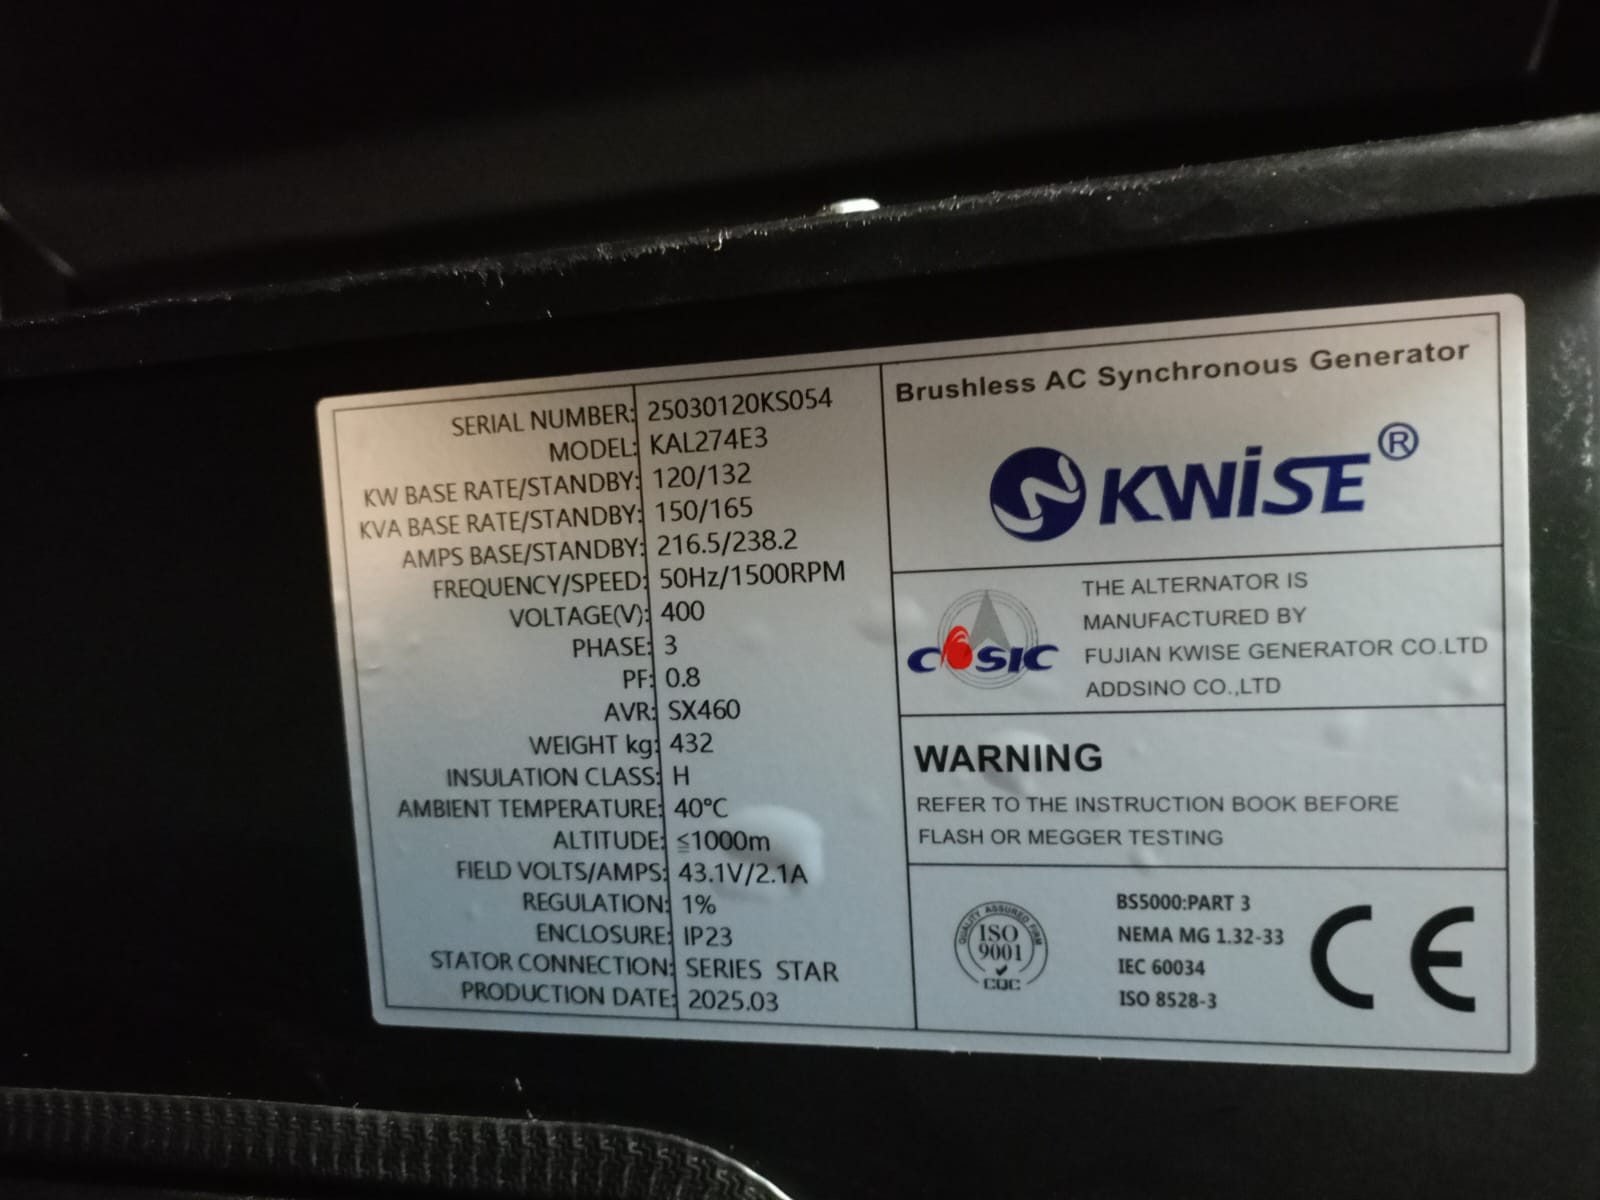 SERIAL NUMBER: 25030120KS054
MODEL: KAL274E3
KW BASE RATE/STANDBY: 120/132
KVA BASE RATE/STANDBY: 150/165
AMPS BASE/STANDBY: 216.5/238.2
FREQUENCY/SPEED: 50Hz/1500RPM
VOLTAGE(V): 400
PHASE: 3
PF: 0.8
AVR: SX460
WEIGHT kg: 432
INSULATION CLASS: H
AMBIENT TEMPERATURE: 40°C
ALTITUDE: ≦1000m
FIELD VOLTS/AMPS: 43.1V/2.1A
REGULATION: 1%
ENCLOSURE: IP23
STATOR CONNECTION: SERIES STAR
PRODUCTION DATE: 2025.03
Brushless AC Synchronous Generator
KWiSE®
COSIC
THE ALTERNATOR IS
MANUFACTURED BY
FUJIAN KWISE GENERATOR CO.LTD
ADDSINO CO.,LTD
WARNING
REFER TO THE INSTRUCTION BOOK BEFORE
FLASH OR MEGGER TESTING
QUALITY ASSURED FIRM
ISO
9001
CQC
BS5000:PART 3
NEMA MG 1.32-33
IEC 60034
ISO 8528-3
CE